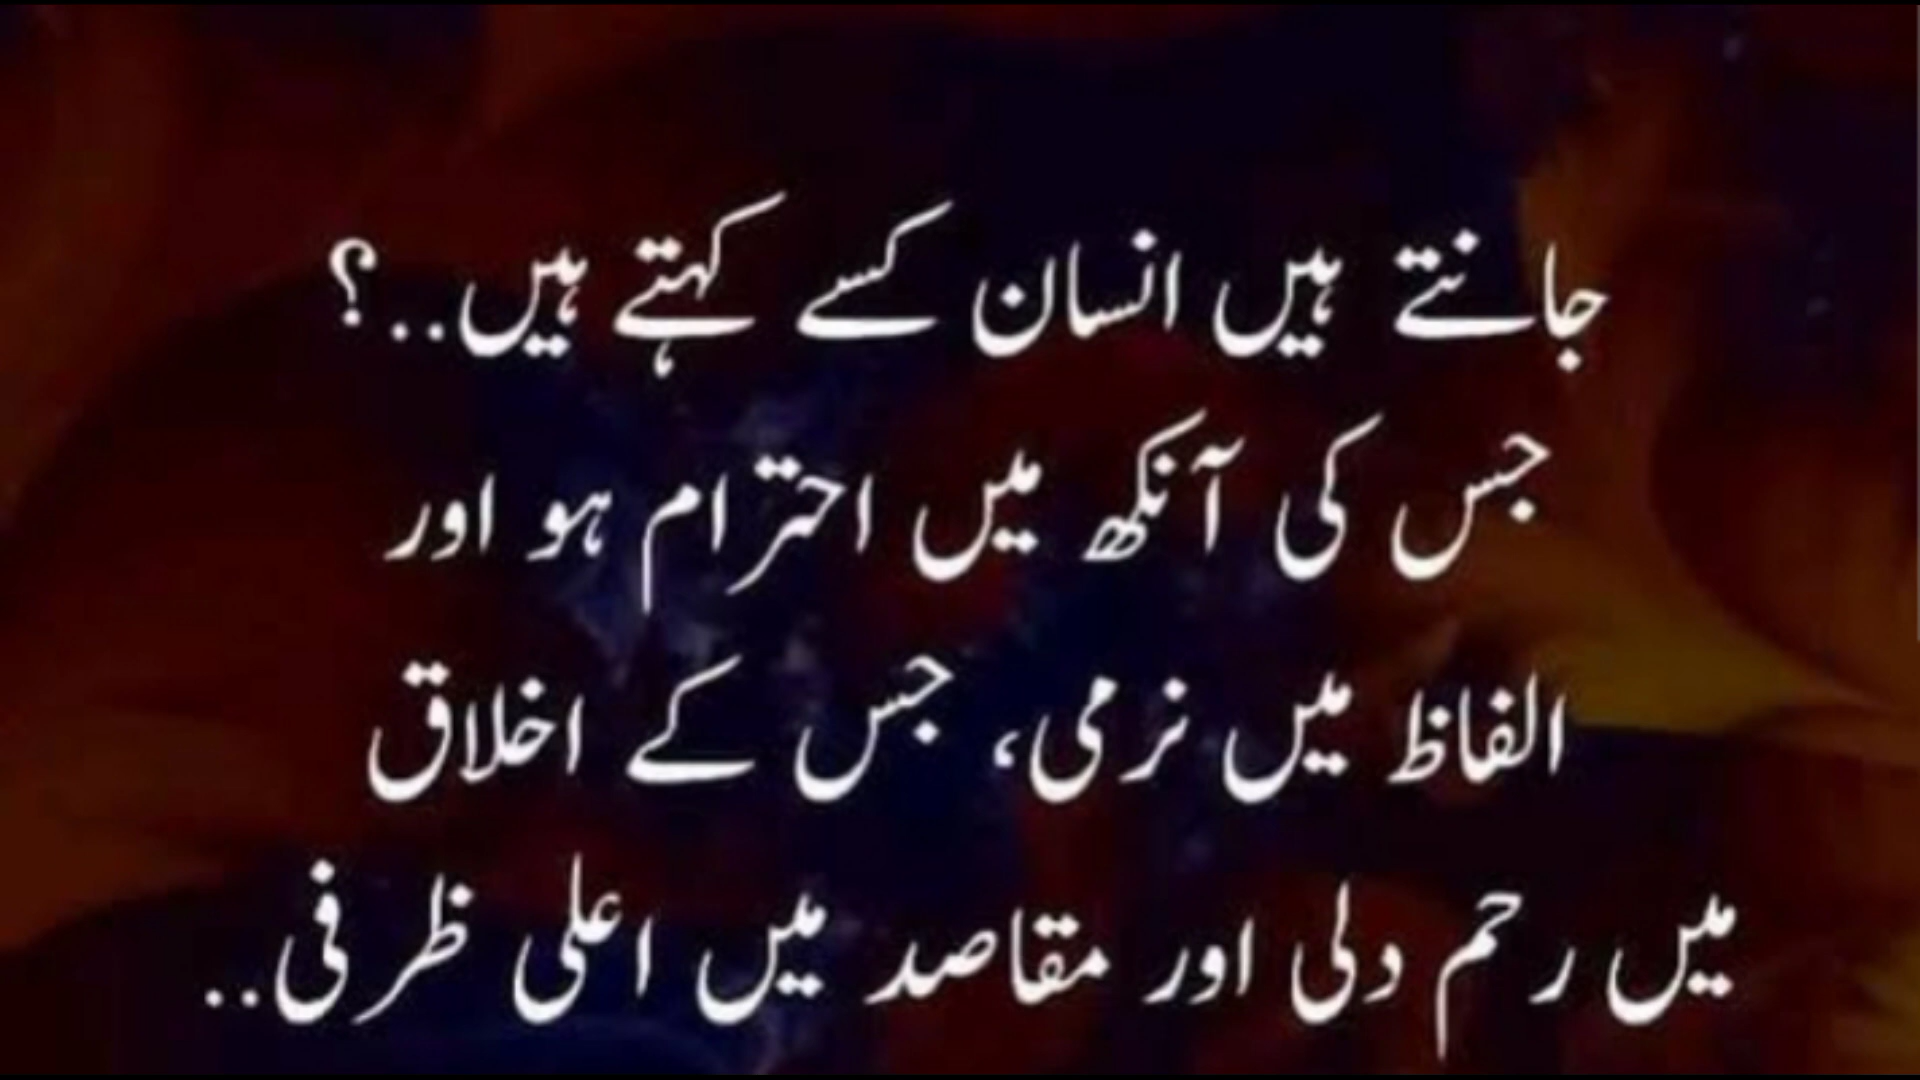 جانتے ہیں انسان کسے کہتے ہیں..؟
جس کی آنکھ میں احترام ہو اور
الفاظ میں نرمی، جس کے اخلاق
میں رحم دلی اور مقاصد میں اعلی ظرفی..